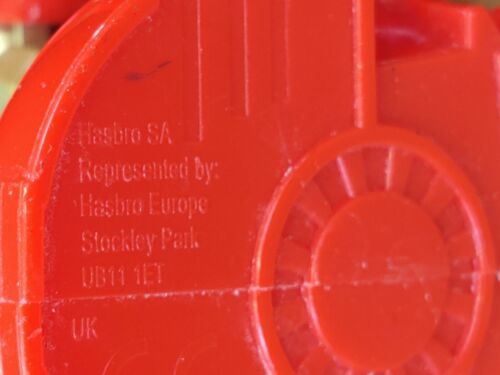 Hasbro SA
Represented by:
Hasbro Europe
Stockley Park
UB11 1ET
UK